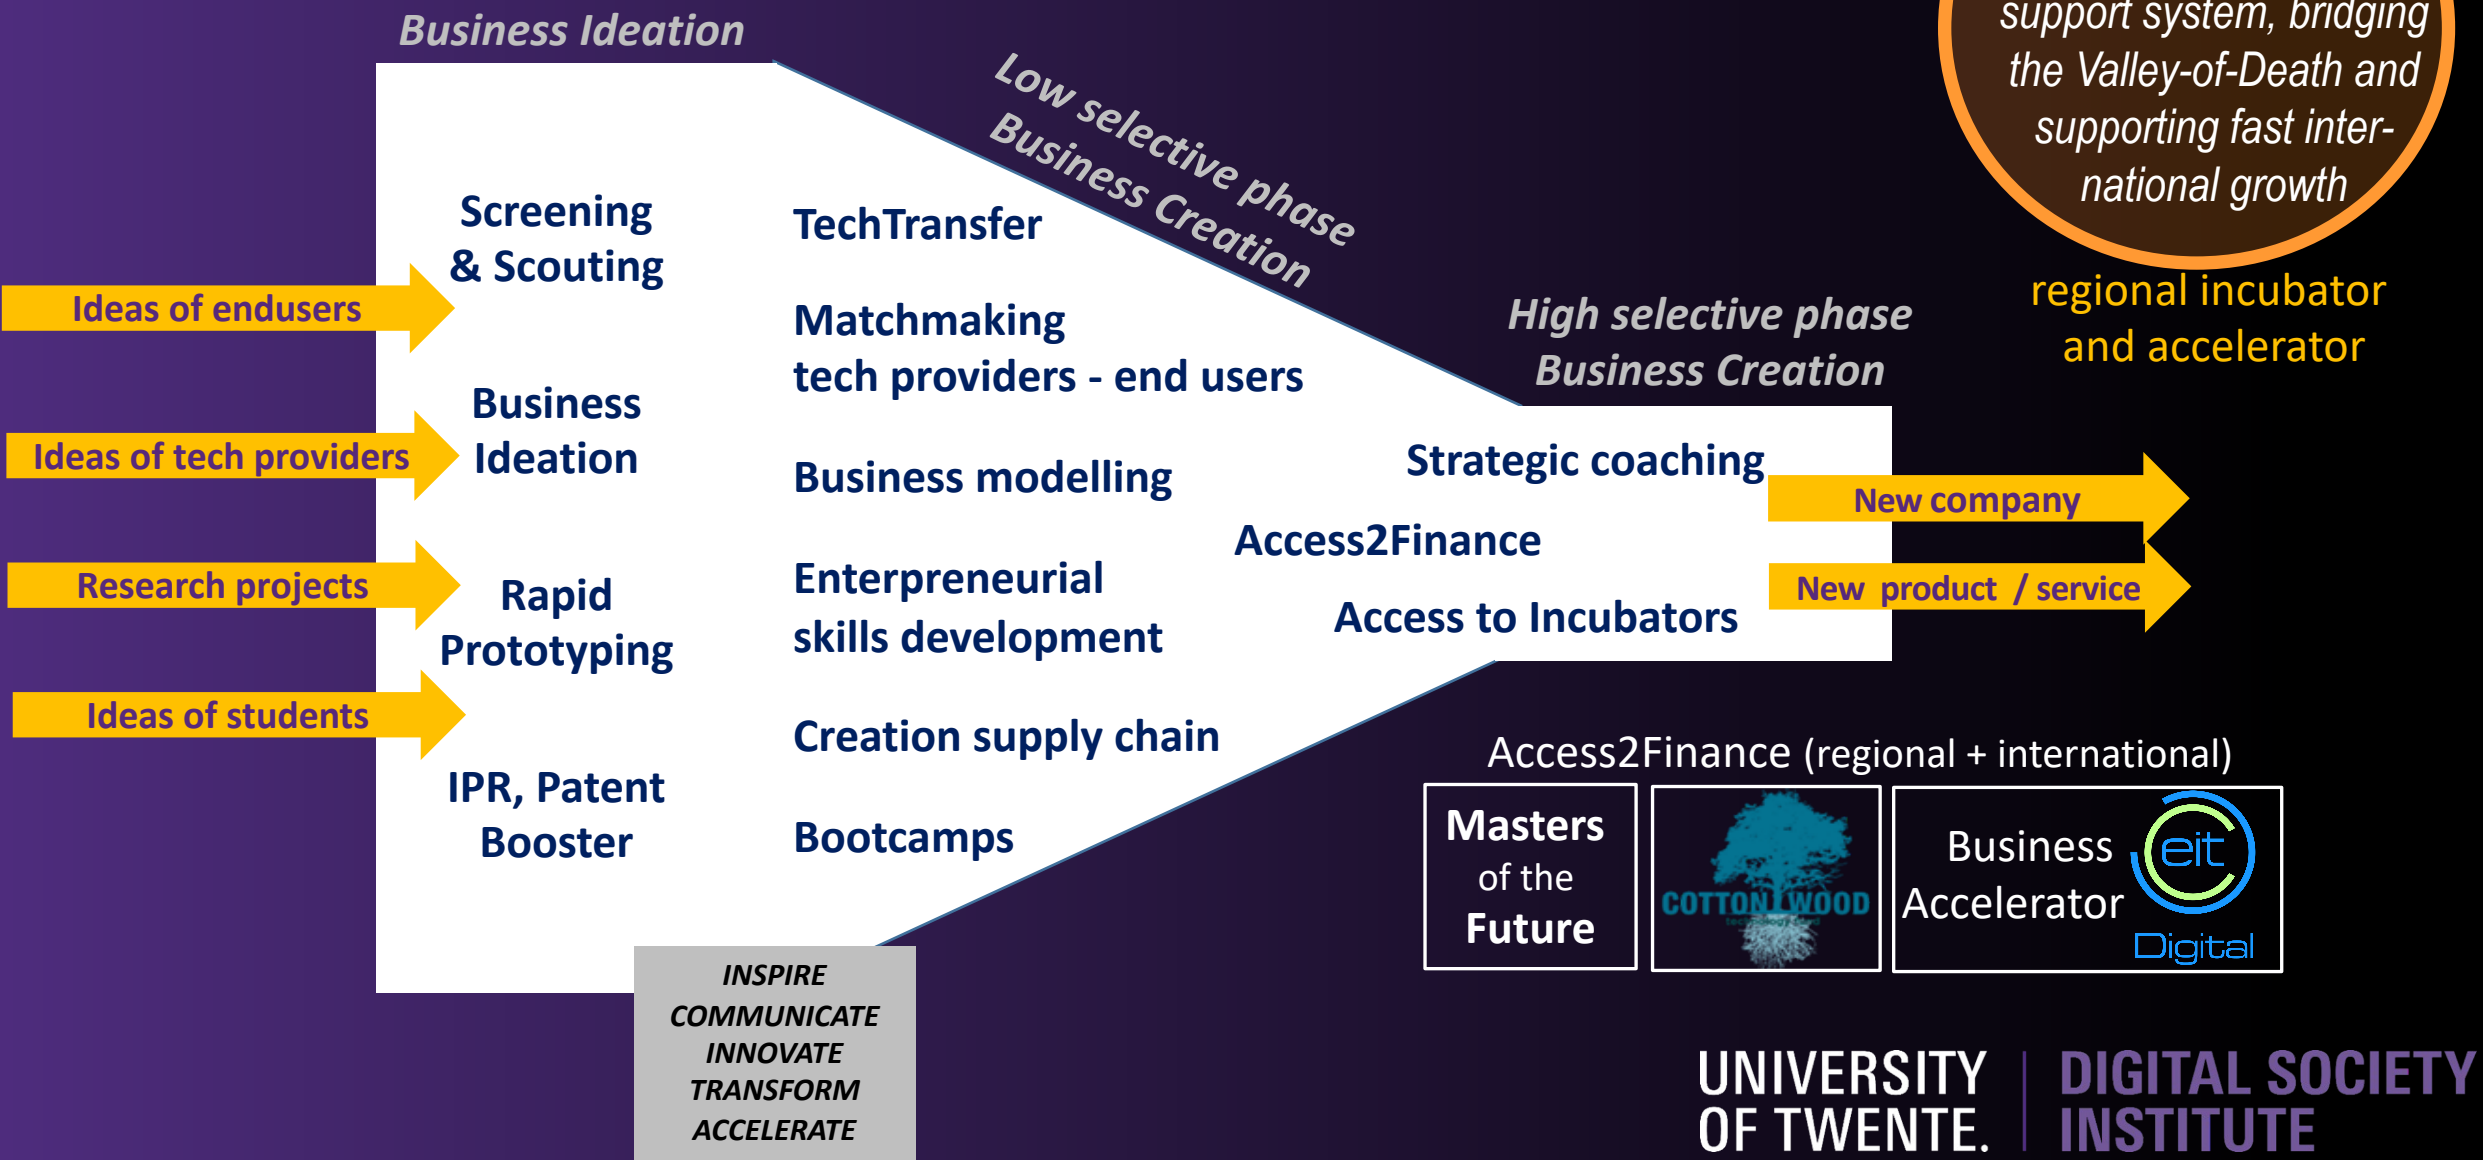 Business Ideation
Low selective phase
Business Creation
High selective phase
Business Creation
support system, bridging
the Valley-of-Death and
supporting fast inter-
national growth
regional incubator
and accelerator
Ideas of endusers
Ideas of tech providers
Research projects
Ideas of students
Screening
& Scouting
Business
Ideation
Rapid
Prototyping
IPR, Patent
Booster
TechTransfer
Matchmaking
tech providers - end users
Business modelling
Enterpreneurial
skills development
Creation supply chain
Bootcamps
Strategic coaching
Access2Finance
Access to Incubators
New company
New product / service
Access2Finance (regional + international)
Masters
of the
Future
COTTONWOOD
Business
Accelerator
eit
Digital
INSPIRE
COMMUNICATE
INNOVATE
TRANSFORM
ACCELERATE
UNIVERSITY
OF TWENTE.
DIGITAL SOCIETY
INSTITUTE